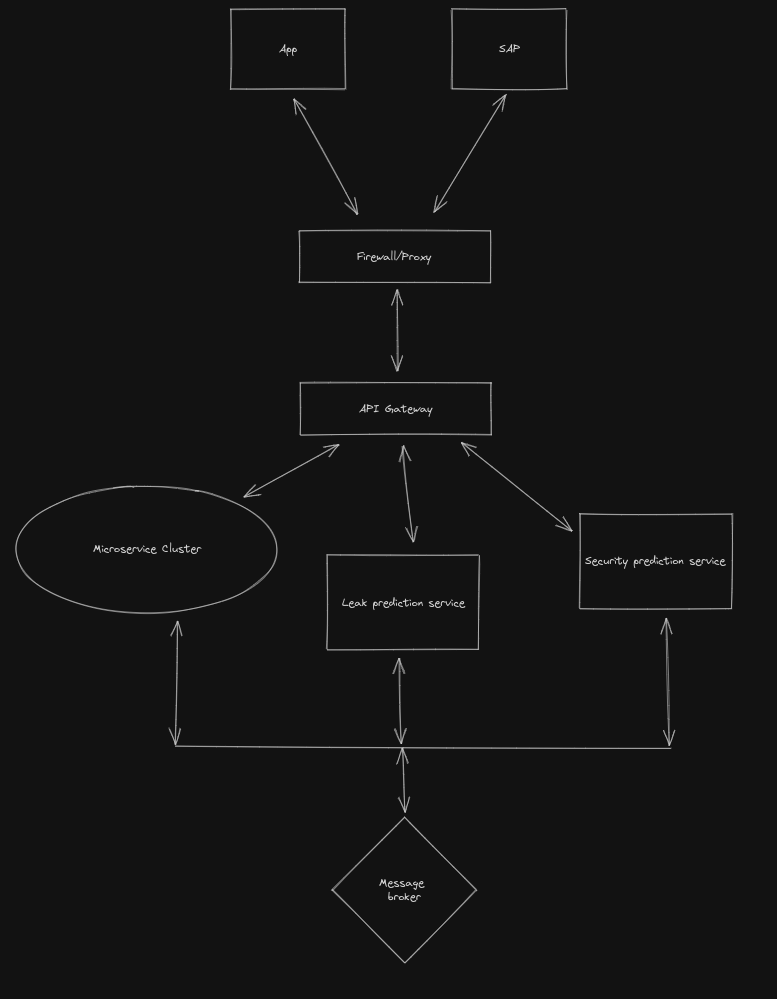 App
SAP
Firewall/Proxy
API Gateway
Microservice Cluster
Security prediction service
Leak prediction service
Message
broker